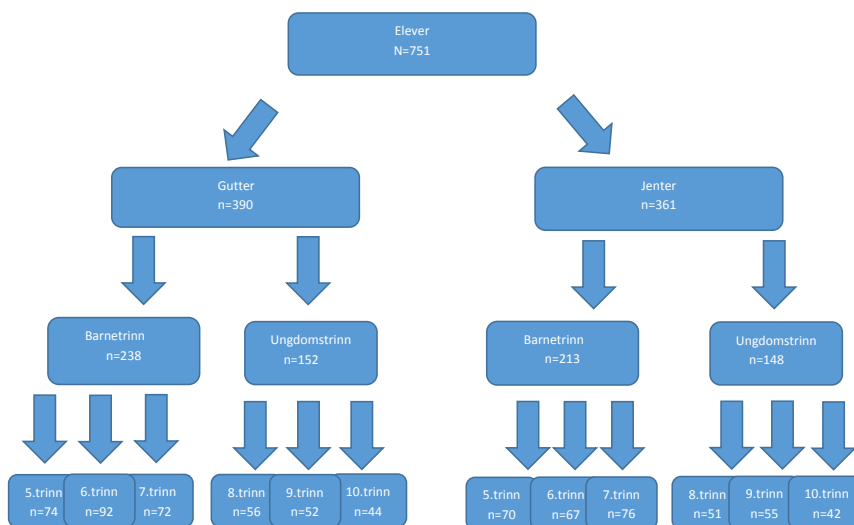 Elever
N=751
Gutter
n=390
Jenter
n=361
Barnetrinn
n=238
Ungdomstrinn
n=152
Barnetrinn
n=213
Ungdomstrinn
n=148
5.trinn
n=74
6.trinn
n=92
7.trinn
n=72
8.trinn
n=56
9.trinn
n=52
10.trinn
n=44
5.trinn
n=70
6.trinn
n=67
7.trinn
n=76
8.trinn
n=51
9.trinn
n=55
10.trinn
n=42